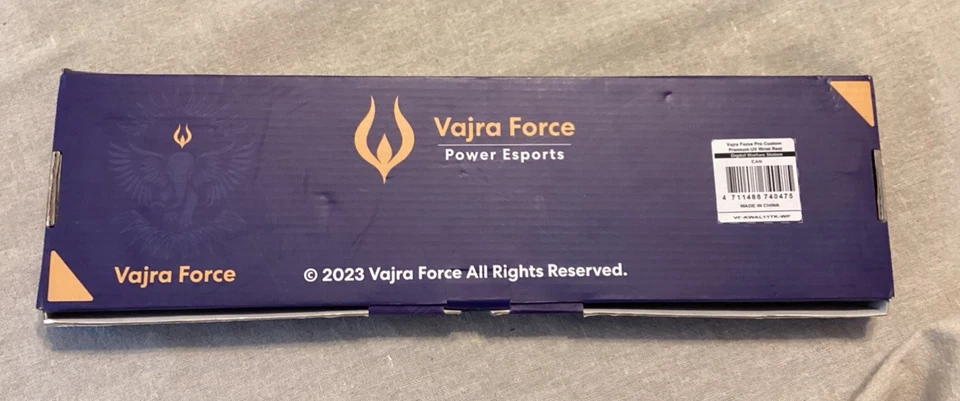 Vajra Force
Power Esports
Vajra Force Pro Custom
Premium UV Wrist Rest
Digital Warfare Station
EAN
4 711488 740475
MADE IN CHINA
Vajra Force
© 2023 Vajra Force All Rights Reserved.